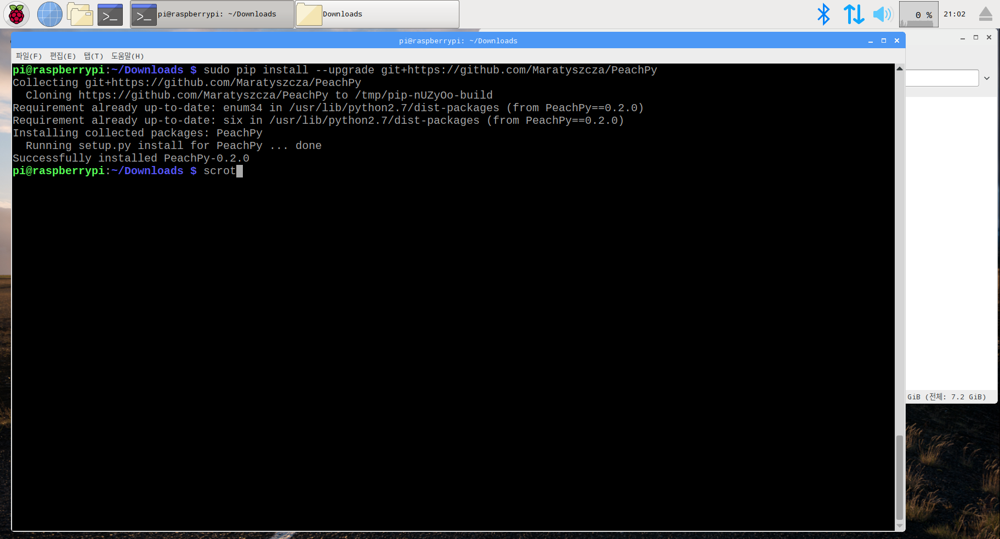 pi@raspberrypi: ~/Downloads
Downloads
0 %
21:02
pi@raspberrypi: ~/Downloads
파일(F) 편집(E) 탭(T) 도움말(H)
pi@raspberrypi:~/Downloads $ sudo pip install --upgrade git+https://github.com/Maratyszcza/PeachPy
Collecting git+https://github.com/Maratyszcza/PeachPy
Cloning https://github.com/Maratyszcza/PeachPy to /tmp/pip-nUZyOo-build
Requirement already up-to-date: enum34 in /usr/lib/python2.7/dist-packages (from PeachPy==0.2.0)
Requirement already up-to-date: six in /usr/lib/python2.7/dist-packages (from PeachPy==0.2.0)
Installing collected packages: PeachPy
Running setup.py install for PeachPy ... done
Successfully installed PeachPy-0.2.0
pi@raspberrypi:~/Downloads $ scrot
GiB (전체: 7.2 GiB)